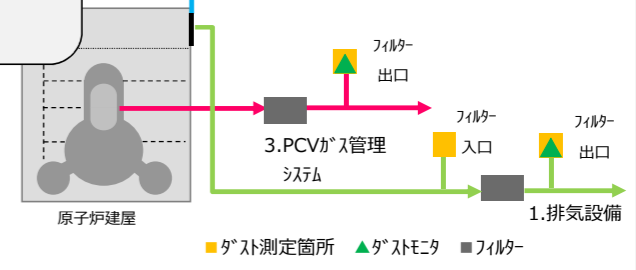 ﾌｨﾙﾀｰ
出口
3.PCVｶﾞｽ管理
ｼｽﾃﾑ
ﾌｨﾙﾀｰ
入口
ﾌｨﾙﾀｰ
出口
1.排気設備
原子炉建屋
ﾀﾞｽﾄ測定箇所 ﾀﾞｽﾄﾓﾆﾀ ﾌｨﾙﾀｰ